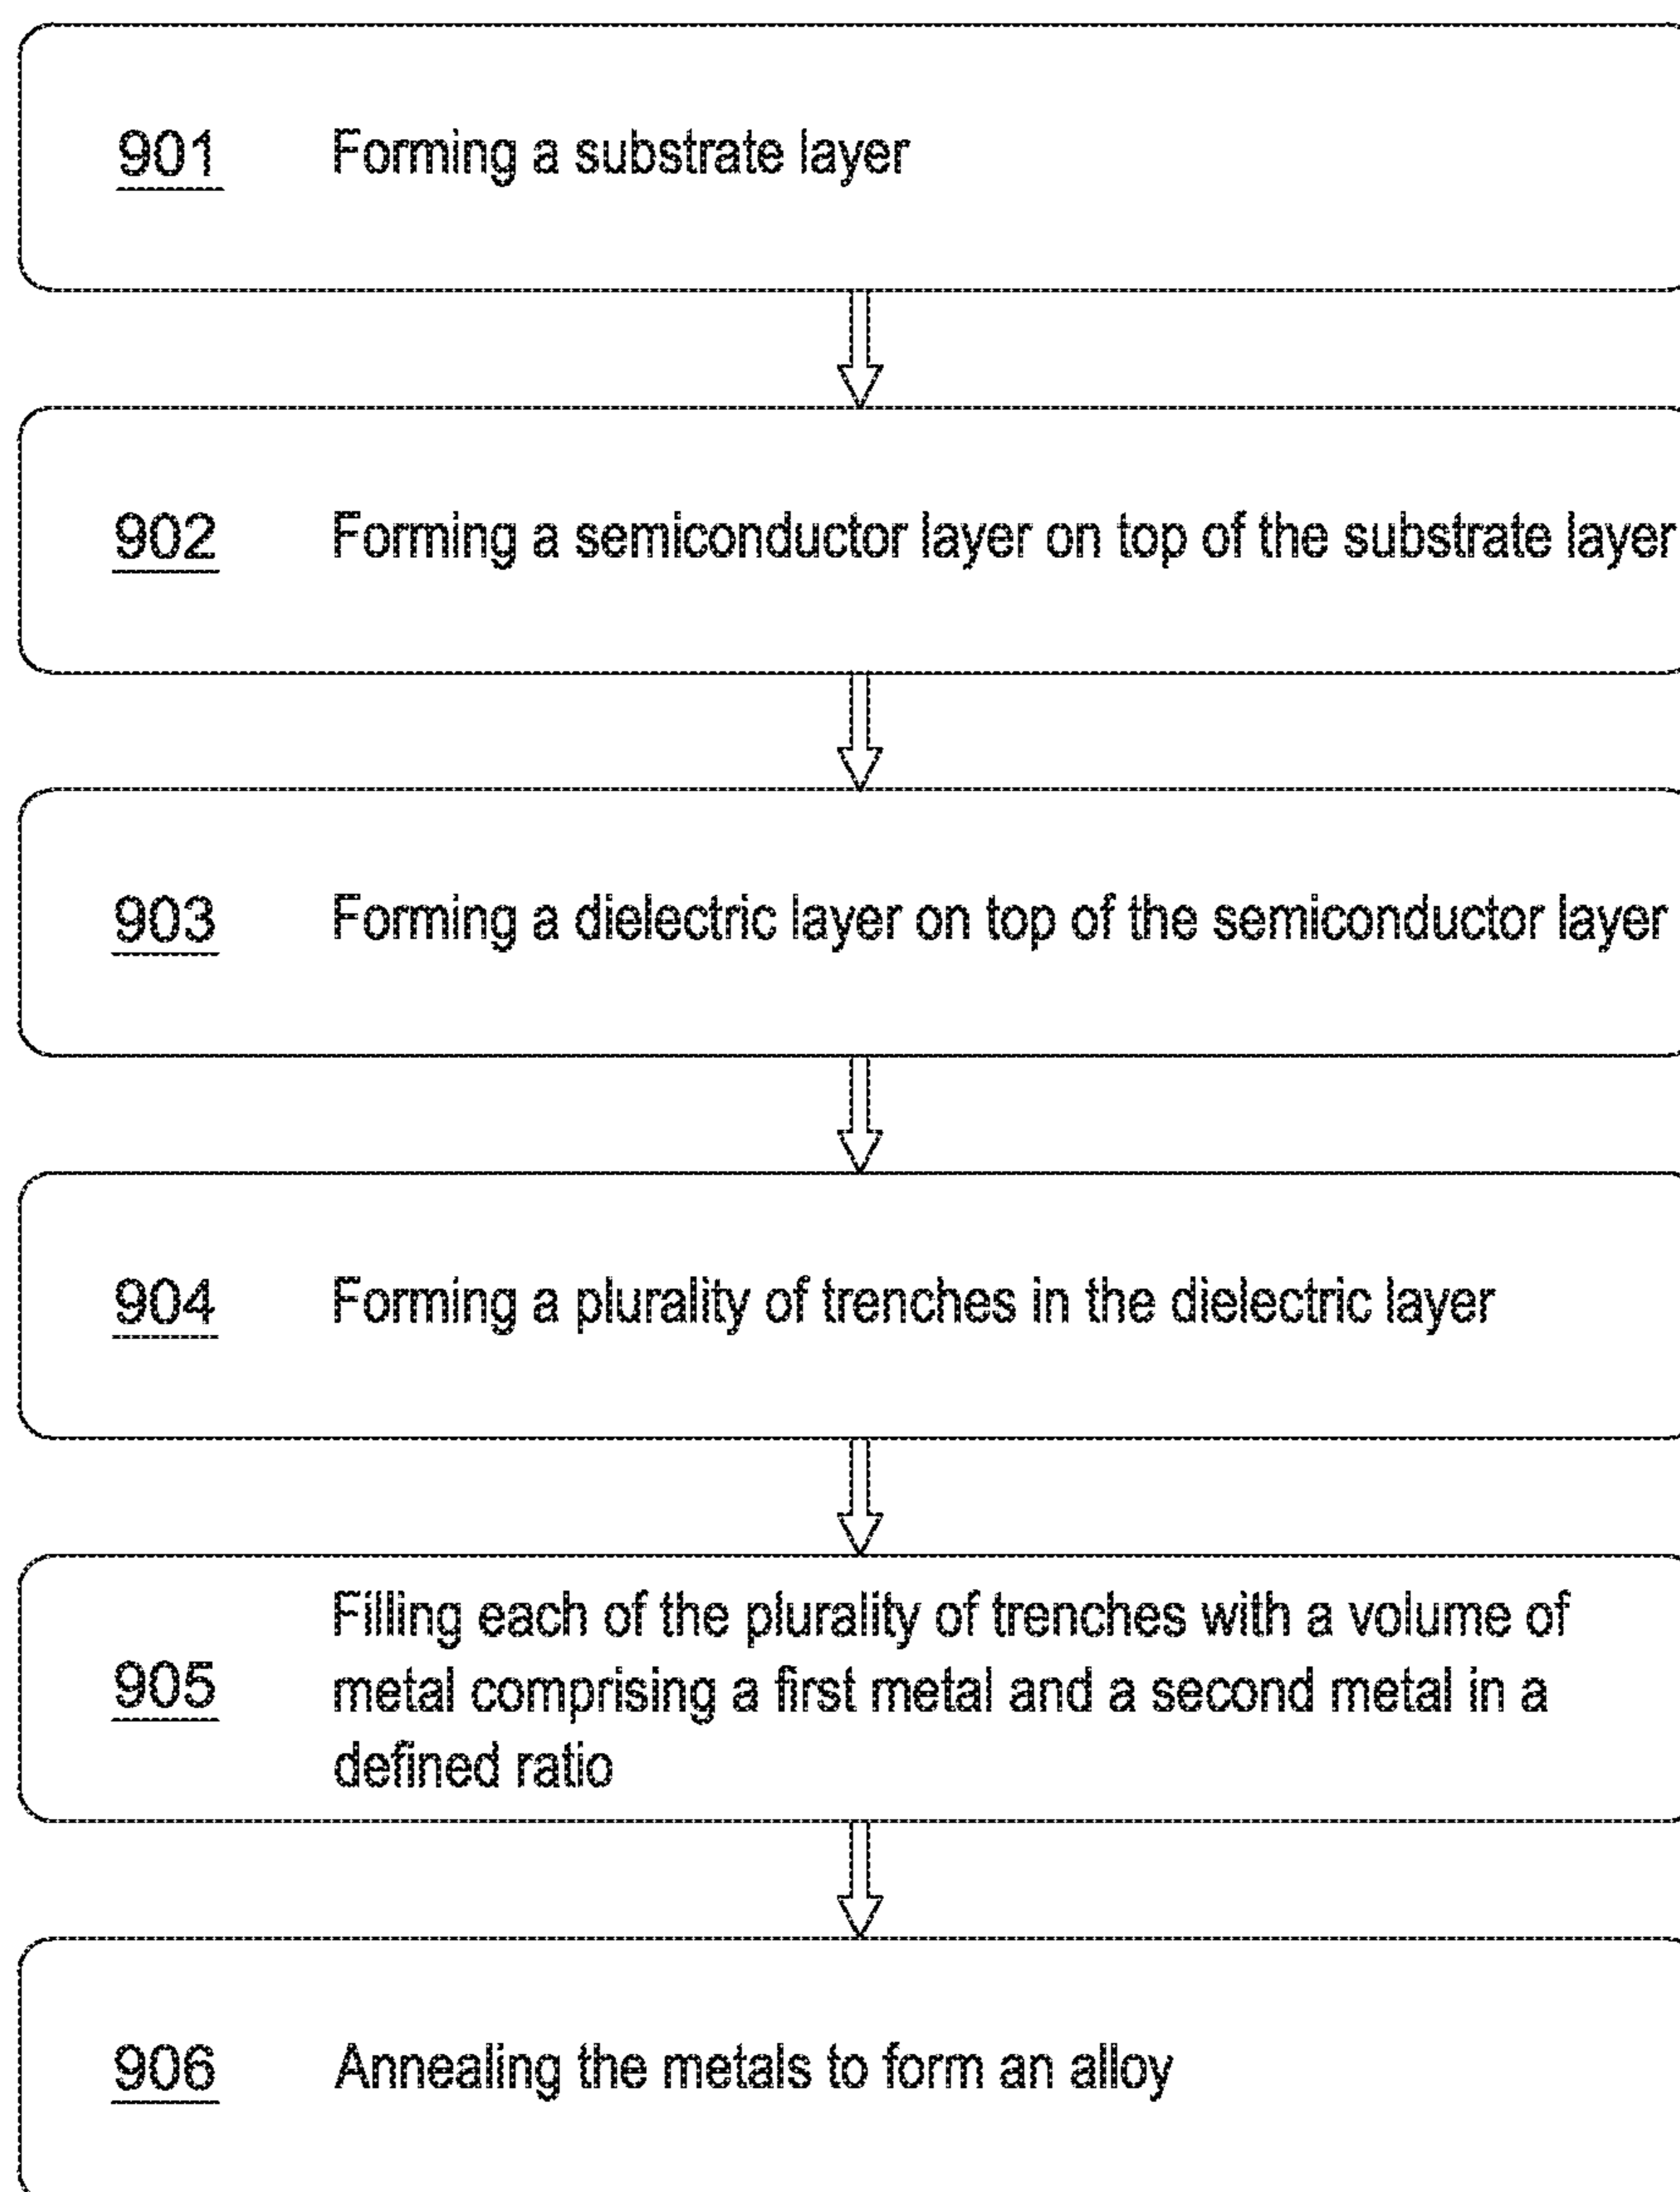 901 Forming a substrate layer
902 Forming a semiconductor layer on top of the substrate layer
903 Forming a dielectric layer on top of the semiconductor layer
904 Forming a plurality of trenches in the dielectric layer
905 Filling each of the plurality of trenches with a volume of
metal comprising a first metal and a second metal in a
defined ratio
906 Annealing the metals to form an alloy